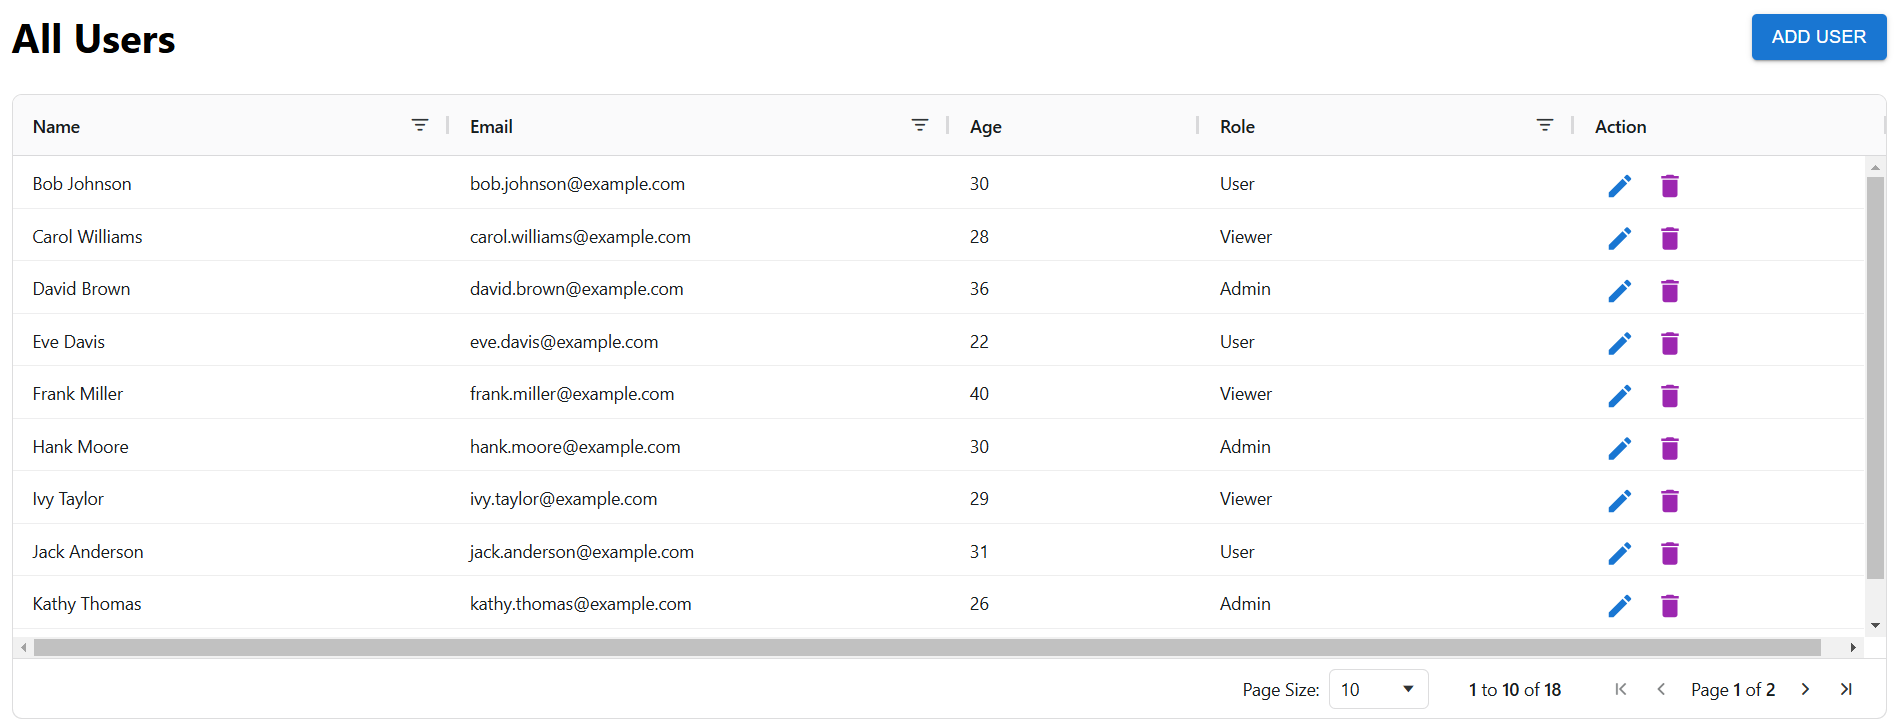 All Users
ADD USER
Name Email Age Role Action
Bob Johnson bob.johnson@example.com 30 User
Carol Williams carol.williams@example.com 28 Viewer
David Brown david.brown@example.com 36 Admin
Eve Davis eve.davis@example.com 22 User
Frank Miller frank.miller@example.com 40 Viewer
Hank Moore hank.moore@example.com 30 Admin
Ivy Taylor ivy.taylor@example.com 29 Viewer
Jack Anderson jack.anderson@example.com 31 User
Kathy Thomas kathy.thomas@example.com 26 Admin
Page Size: 10 1 to 10 of 18 Page 1 of 2